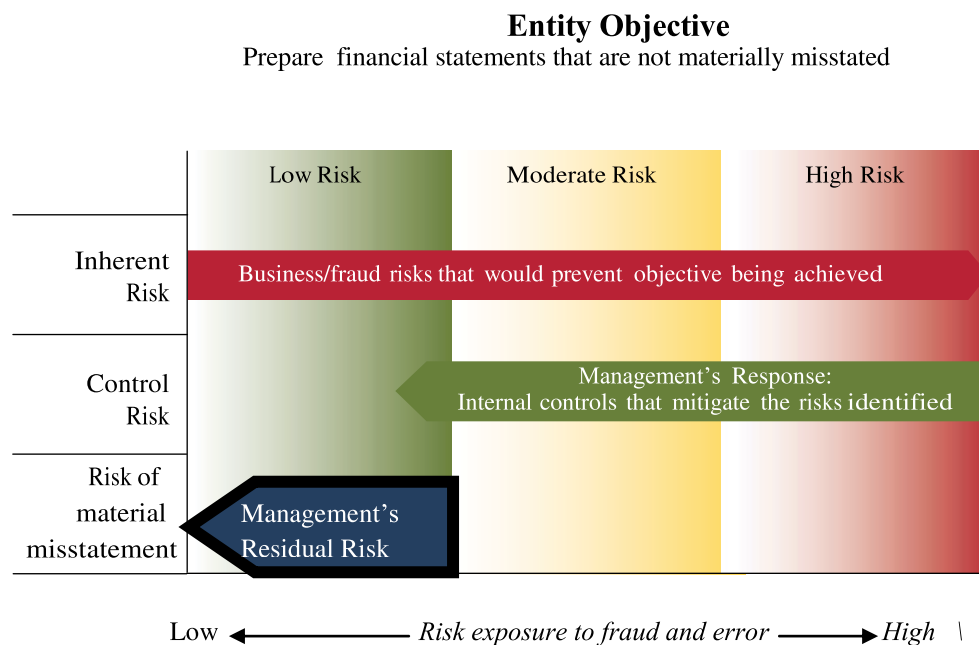 Entity Objective
Prepare financial statements that are not materially misstated
Low Risk
Moderate Risk
High Risk
Inherent
Risk
Business/fraud risks that would prevent objective being achieved
Control
Risk
Management’s Response:
Internal controls that mitigate the risks identified
Risk of
material
misstatement
Management’s
Residual Risk
Low
Risk exposure to fraud and error
High \